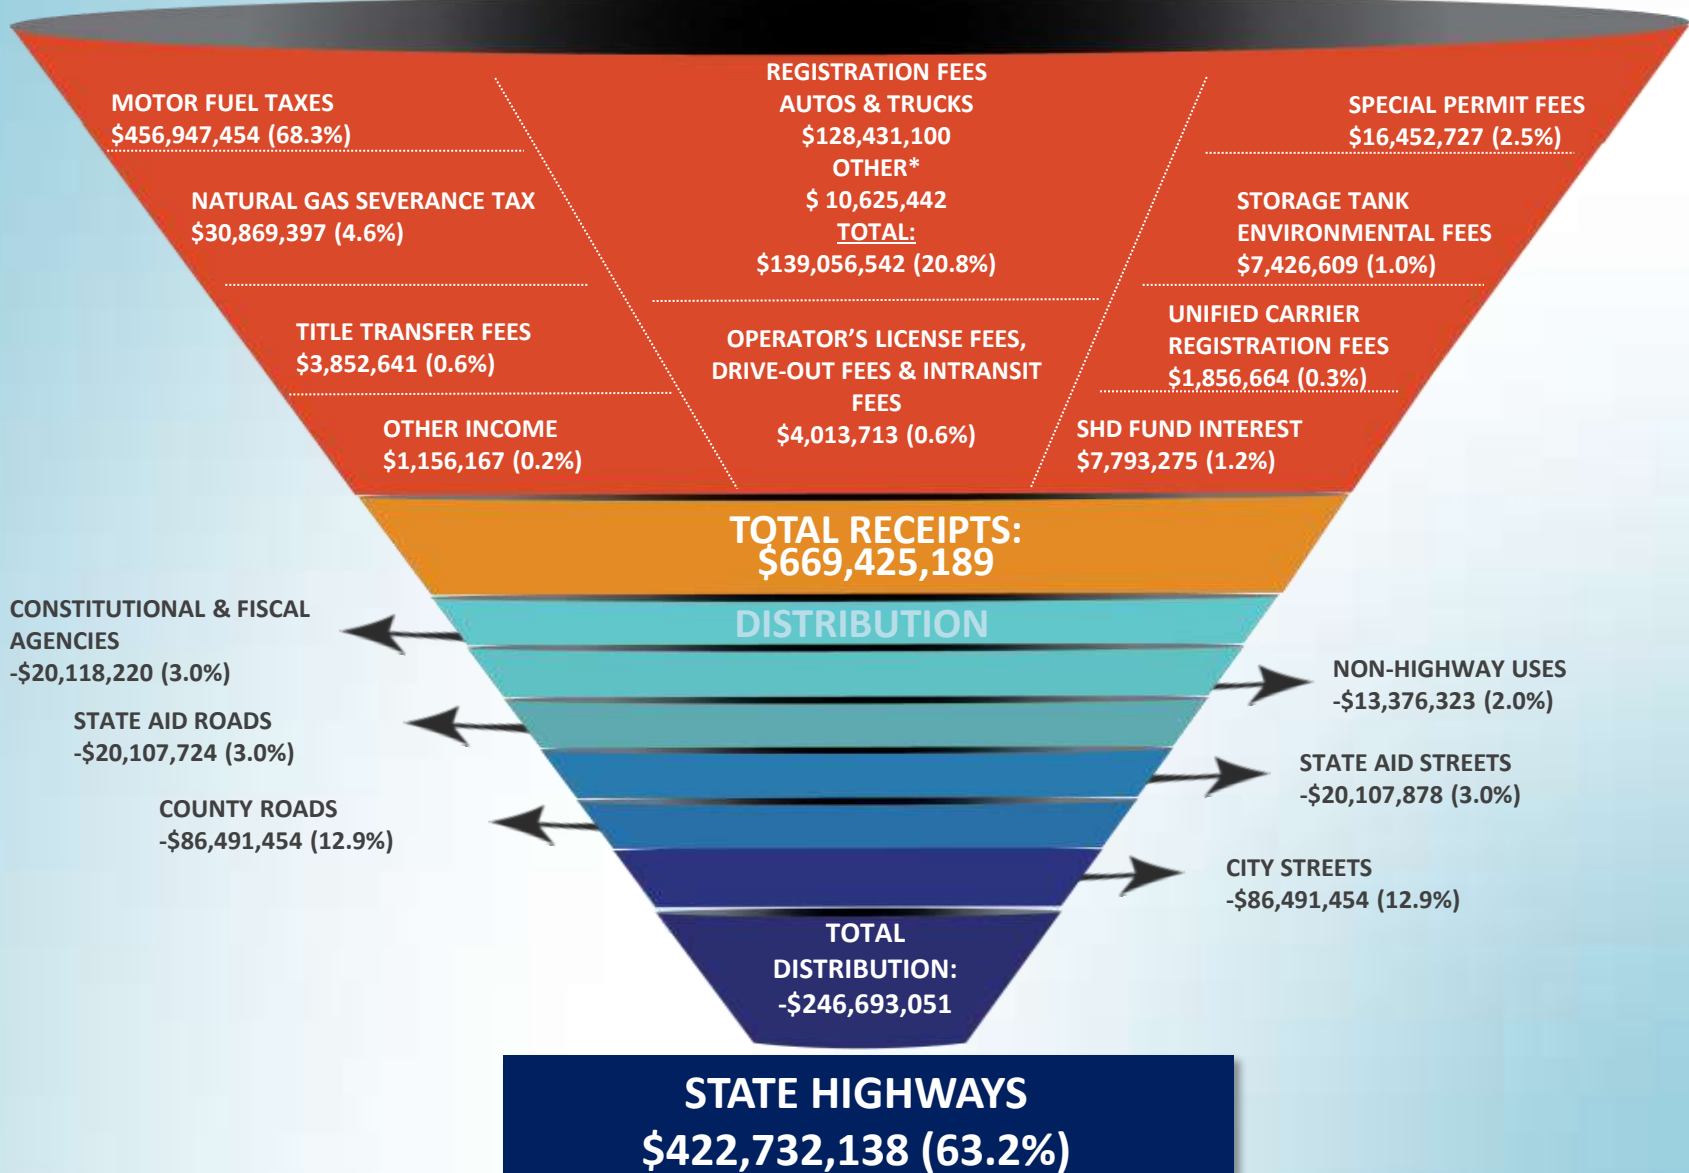 MOTOR FUEL TAXES
$456,947,454 (68.3%)
NATURAL GAS SEVERANCE TAX
$30,869,397 (4.6%)
TITLE TRANSFER FEES
$3,852,641 (0.6%)
OTHER INCOME
$1,156,167 (0.2%)
REGISTRATION FEES
AUTOS & TRUCKS
$128,431,100
OTHER*
$ 10,625,442
TOTAL:
$139,056,542 (20.8%)
OPERATOR'S LICENSE FEES,
DRIVE-OUT FEES & INTRANSIT
FEES
$4,013,713 (0.6%)
SPECIAL PERMIT FEES
$16,452,727 (2.5%)
STORAGE TANK
ENVIRONMENTAL FEES
$7,426,609 (1.0%)
UNIFIED CARRIER
REGISTRATION FEES
$1,856,664 (0.3%)
SHD FUND INTEREST
$7,793,275 (1.2%)
TOTAL RECEIPTS:
$669,425,189
DISTRIBUTION
CONSTITUTIONAL & FISCAL
AGENCIES
-$20,118,220 (3.0%)
NON-HIGHWAY USES
-$13,376,323 (2.0%)
STATE AID ROADS
-$20,107,724 (3.0%)
STATE AID STREETS
-$20,107,878 (3.0%)
COUNTY ROADS
-$86,491,454 (12.9%)
CITY STREETS
-$86,491,454 (12.9%)
TOTAL
DISTRIBUTION:
-$246,693,051
STATE HIGHWAYS
$422,732,138 (63.2%)